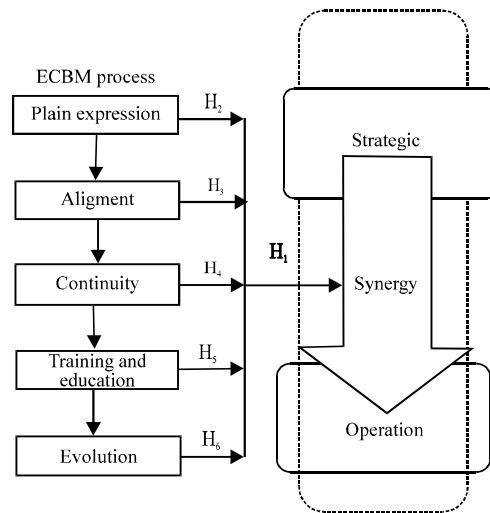 ECBM process
Plain expression
H2
Strategic
Aligment
H3
H1
Continuity
H4
Synergy
Training and
education
H5
Operation
Evolution
H6